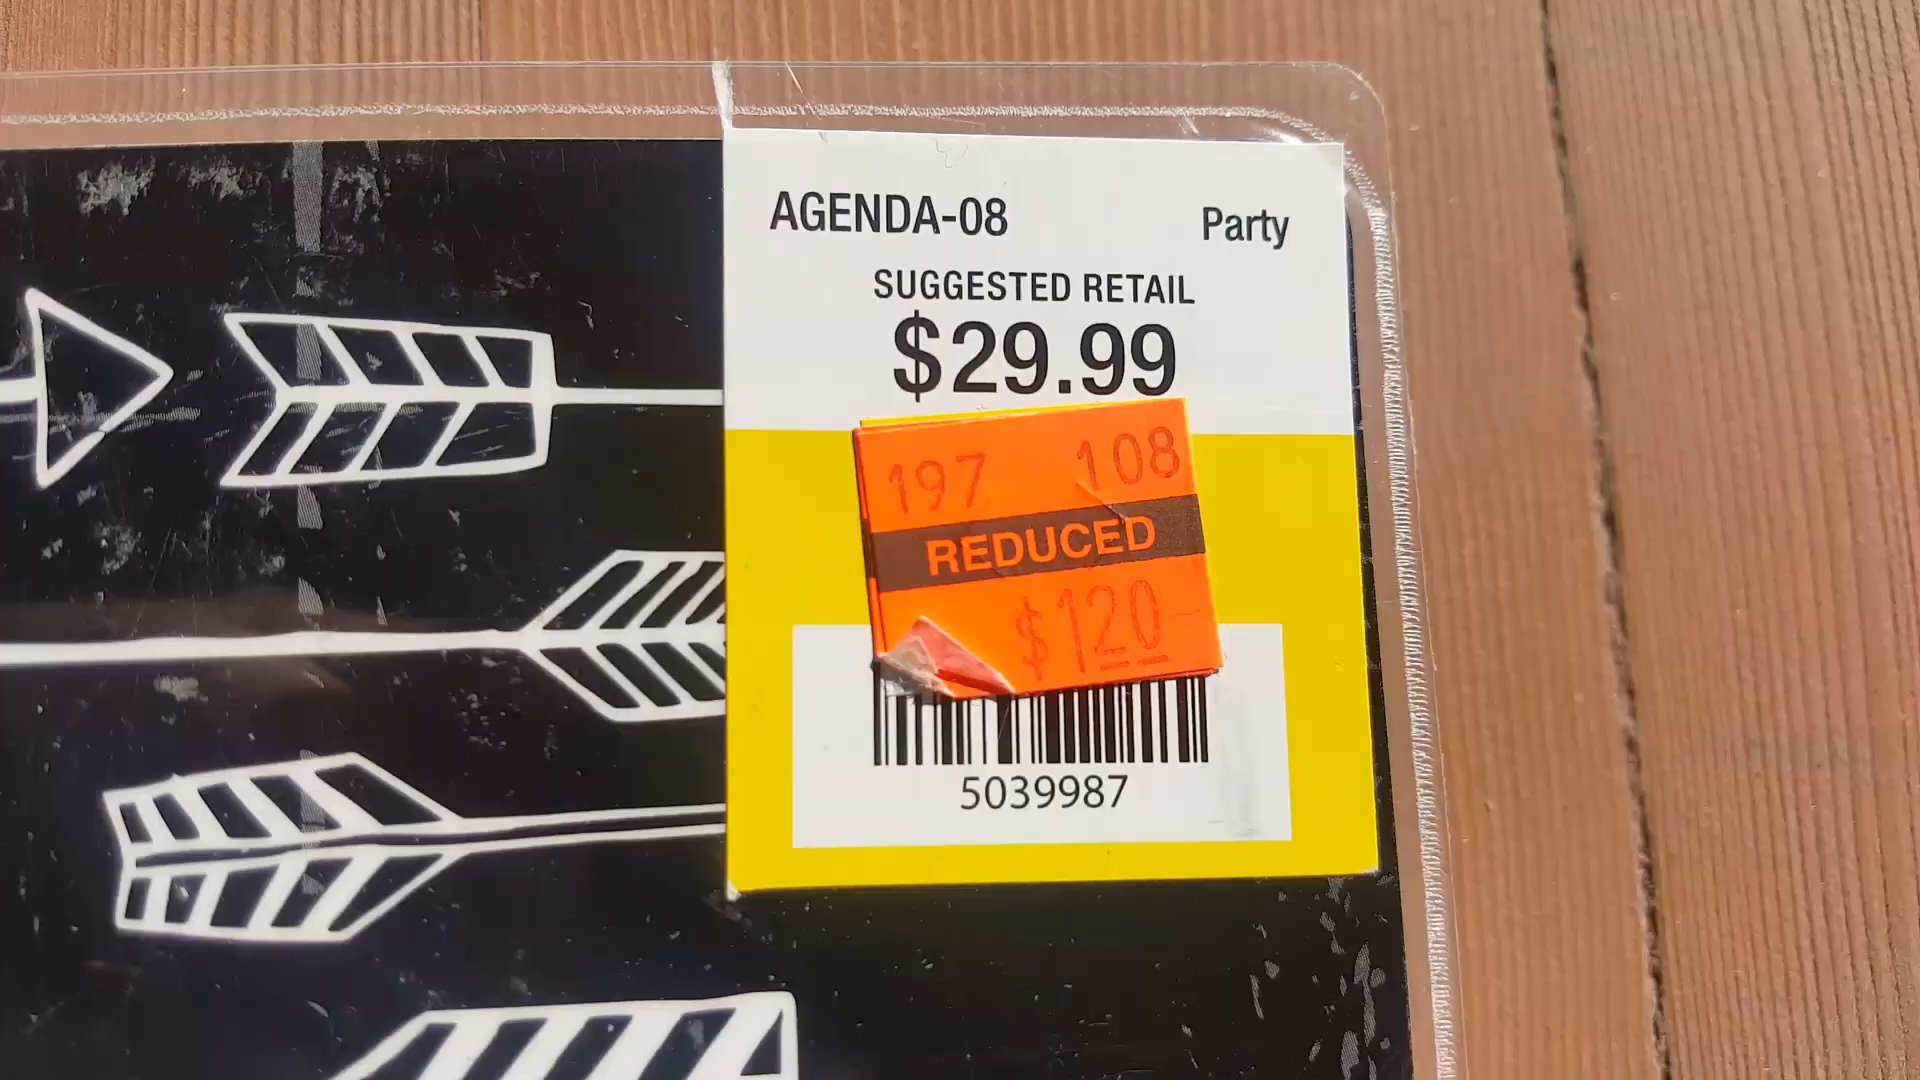 AGENDA-08 Party
SUGGESTED RETAIL
$29.99
197 108
REDUCED
$120
5039987